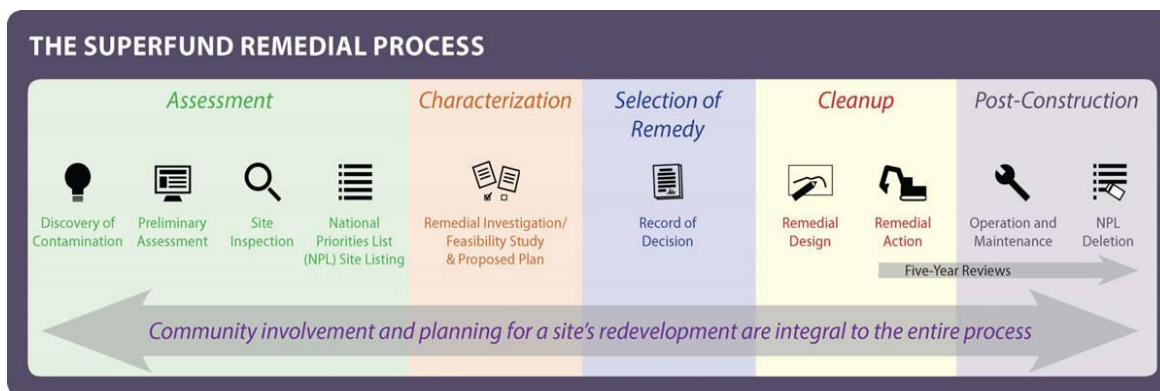 THE SUPERFUND REMEDIAL PROCESS
Assessment
Characterization
Selection of
Remedy
Cleanup
Post-Construction
Discovery of
Contamination
Preliminary
Assessment
Site
Inspection
National
Priorities List
(NPL) Site Listing
Remedial Investigation/
Feasibility Study
& Proposed Plan
Record of
Decision
Remedial
Design
Remedial
Action
Operation and
Maintenance
NPL
Deletion
Five-Year Reviews
Community involvement and planning for a site's redevelopment are integral to the entire process